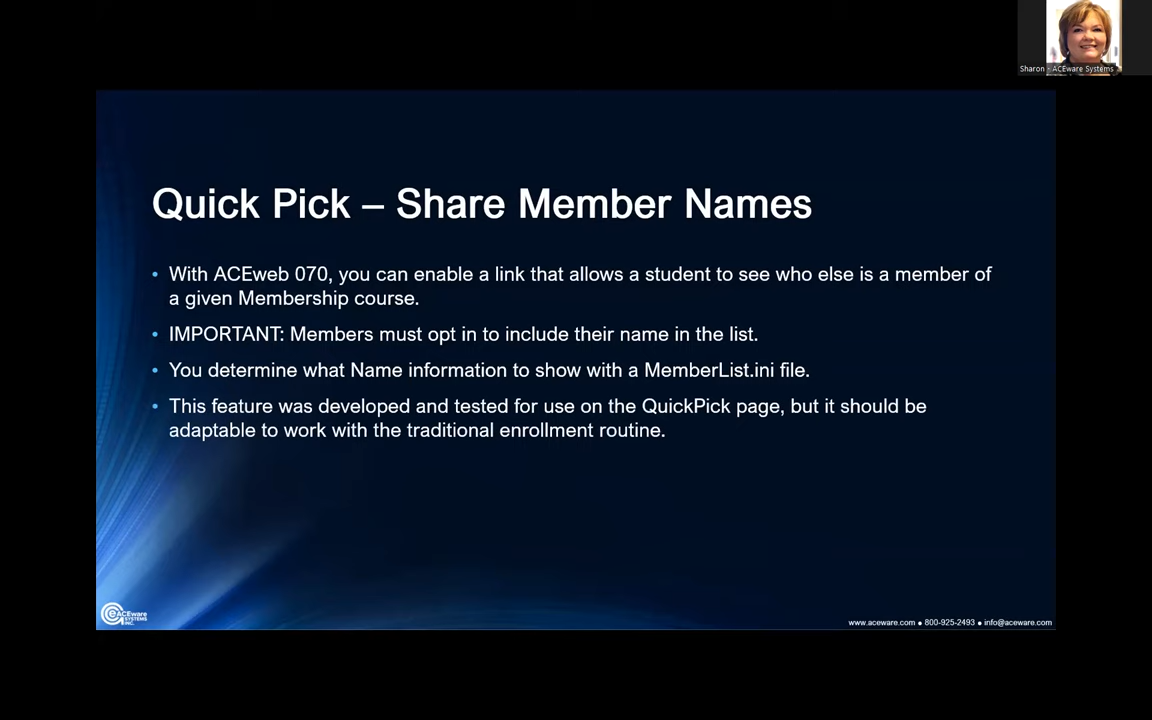 Sharon - ACEware Systems
Quick Pick – Share Member Names
• With ACEweb 070, you can enable a link that allows a student to see who else is a member of
a given Membership course.
• IMPORTANT: Members must opt in to include their name in the list.
• You determine what Name information to show with a MemberList.ini file.
• This feature was developed and tested for use on the QuickPick page, but it should be
adaptable to work with the traditional enrollment routine.
ACEware
SYSTEMS
INC.
www.aceware.com ● 800-925-2493 ● info@aceware.com